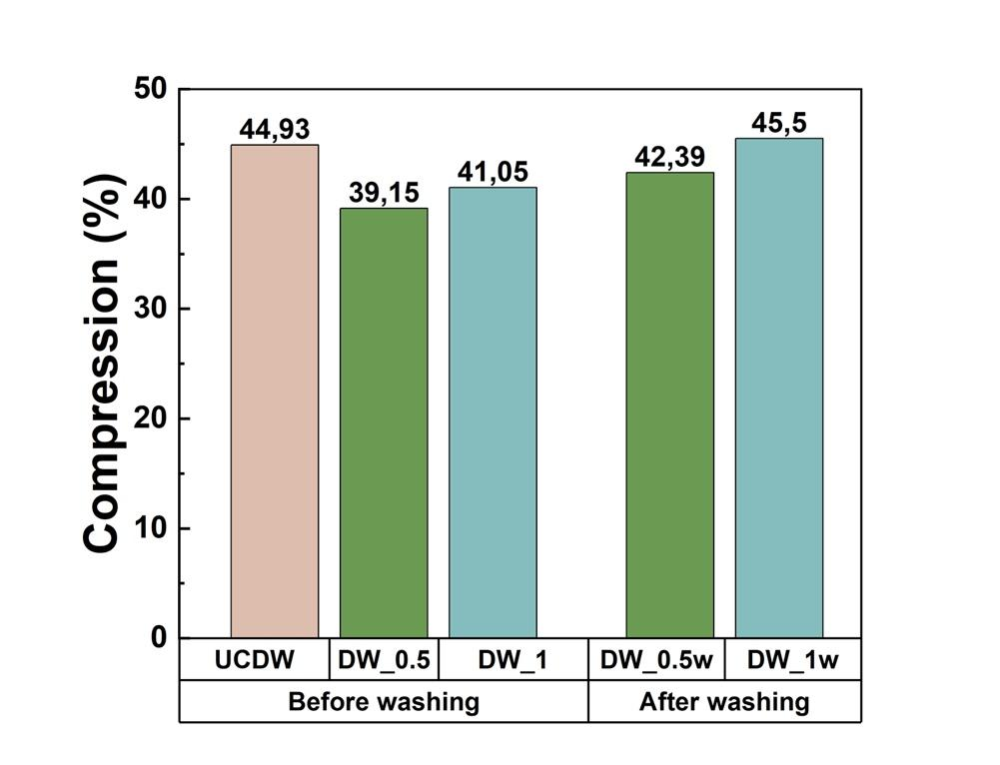 Compression (%)
50
40
30
20
10
0
44,93
39,15
41,05
42,39
45,5
UCDW
DW_0.5
DW_1
DW_0.5w
DW_1w
Before washing
After washing